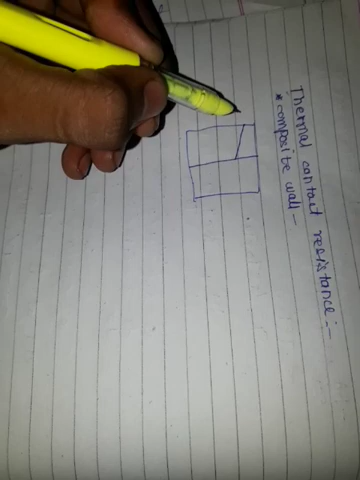 Thermal contact resistance:-
* composite wall-